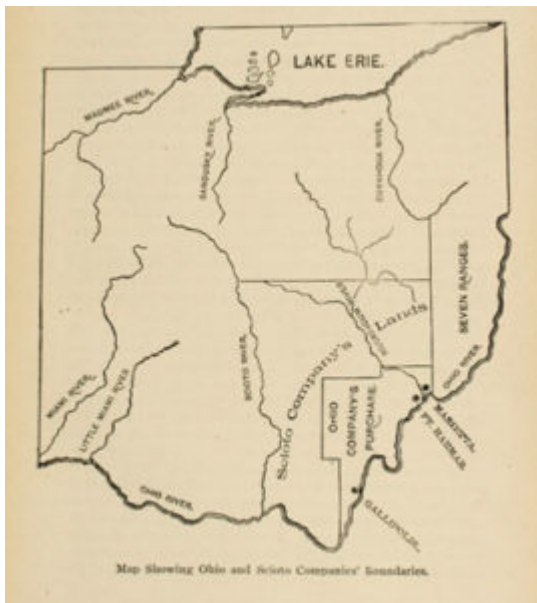 LAKE ERIE.
MAUMEE RIVER.
SANDUSKY RIVER.
CUYAHOGA RIVER.
SEVEN RANGES.
Scioto Company's Lands
SCIOTO RIVER.
MIAMI RIVER.
LITTLE MIAMI RIVER
OHIO RIVER.
OHIO RIVER.
OHIO
COMPANY'S
PURCHASE.
MARIETTA.
FT. HARMAR.
GALLIPOLIS.
Map Showing Ohio and Scioto Companies' Boundaries.